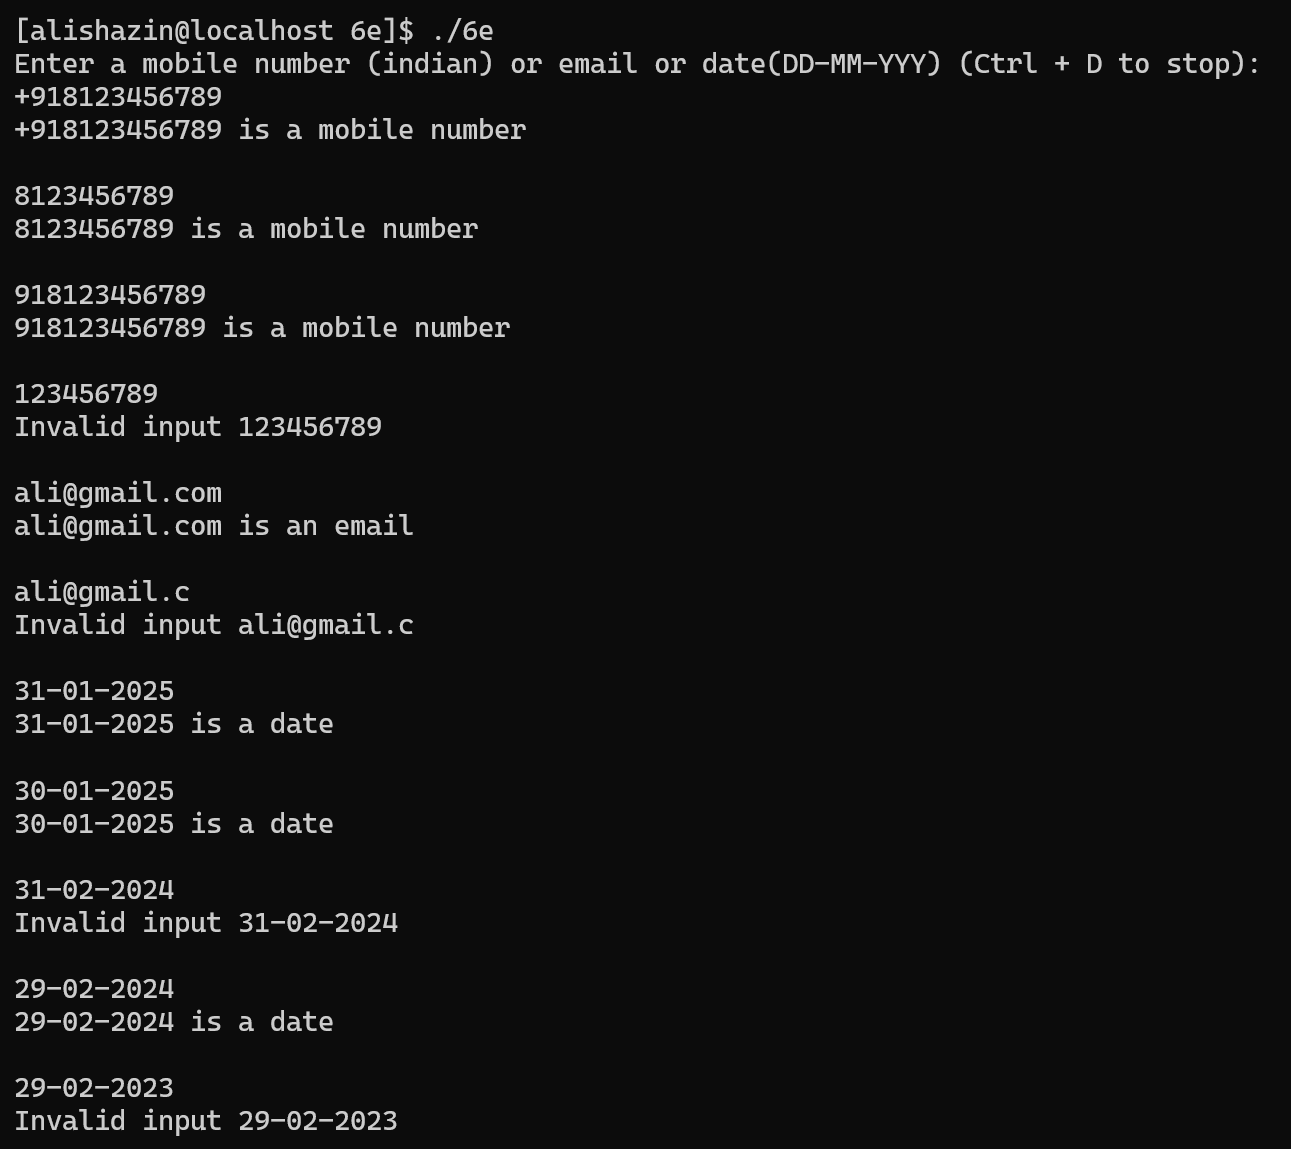 [alishazin@localhost 6e]$ ./6e
Enter a mobile number (indian) or email or date(DD-MM-YYY) (Ctrl + D to stop):
+918123456789
+918123456789 is a mobile number

8123456789
8123456789 is a mobile number

918123456789
918123456789 is a mobile number

123456789
Invalid input 123456789

ali@gmail.com
ali@gmail.com is an email

ali@gmail.c
Invalid input ali@gmail.c

31-01-2025
31-01-2025 is a date

30-01-2025
30-01-2025 is a date

31-02-2024
Invalid input 31-02-2024

29-02-2024
29-02-2024 is a date

29-02-2023
Invalid input 29-02-2023